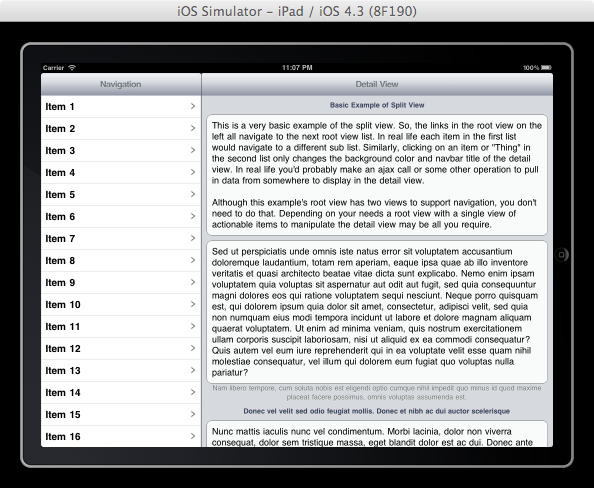 iOS Simulator - iPad / iOS 4.3 (8F190)
Carrier 11:07 PM 100%
Navigation
Detail View
Item 1
Item 2
Item 3
Item 4
Item 5
Item 6
Item 7
Item 8
Item 9
Item 10
Item 11
Item 12
Item 13
Item 14
Item 15
Item 16
Basic Example of Split View
This is a very basic example of the split view. So, the links in the root view on the
left all navigate to the next root view list. In real life each item in the first list
would navigate to a different sub list. Similarly, clicking on an item or "Thing" in
the second list only changes the background color and navbar title of the detail
view. In real life you'd probably make an ajax call or some other operation to pull
in data from somewhere to display in the detail view.
Although this example's root view has two views to support navigation, you don't
need to do that. Depending on your needs a root view with a single view of
actionable items to manipulate the detail view may be all you require.
Sed ut perspiciatis unde omnis iste natus error sit voluptatem accusantium
doloremque laudantium, totam rem aperiam, eaque ipsa quae ab illo inventore
veritatis et quasi architecto beatae vitae dicta sunt explicabo. Nemo enim ipsam
voluptatem quia voluptas sit aspernatur aut odit aut fugit, sed quia consequuntur
magni dolores eos qui ratione voluptatem sequi nesciunt. Neque porro quisquam
est, qui dolorem ipsum quia dolor sit amet, consectetur, adipisci velit, sed quia
non numquam eius modi tempora incidunt ut labore et dolore magnam aliquam
quaerat voluptatem. Ut enim ad minima veniam, quis nostrum exercitationem
ullam corporis suscipit laboriosam, nisi ut aliquid ex ea commodi consequatur?
Quis autem vel eum iure reprehenderit qui in ea voluptate velit esse quam nihil
molestiae consequatur, vel illum qui dolorem eum fugiat quo voluptas nulla
pariatur?
Nam libero tempore, cum soluta nobis est eligendi optio cumque nihil impedit quo minus id quod maxime
placeat facere possimus, omnis voluptas assumenda est.
Donec vel velit sed odio feugiat mollis. Donec et nibh ac dui auctor scelerisque
Nunc mattis iaculis nunc vel condimentum. Morbi lacinia, dolor non viverra
consequat, dolor sem tristique massa, eget blandit dolor est ac dui. Donec ante